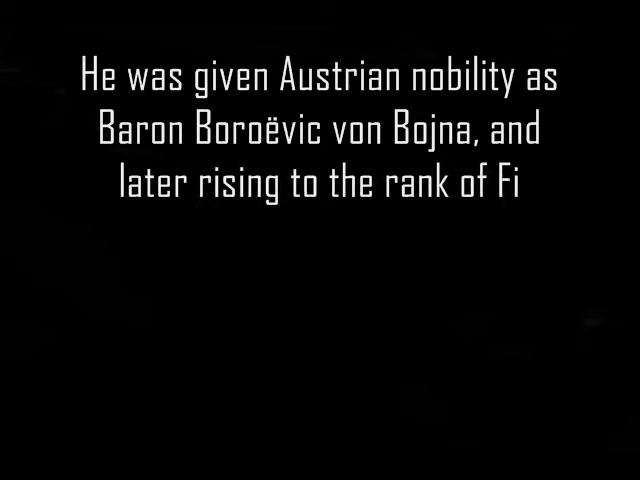 He was given Austrian nobility as
Baron Boroëvic von Bojna, and
later rising to the rank of Fi